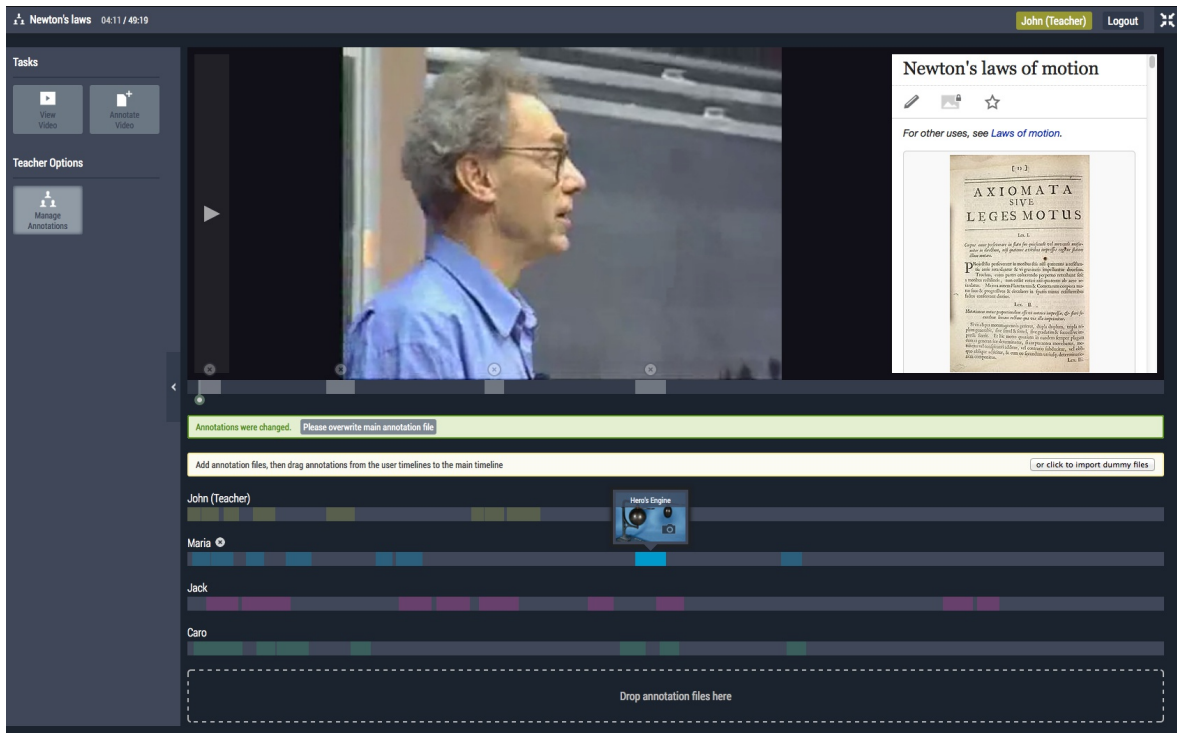 Newton's laws 04:11 / 49:19
John (Teacher) Logout
Tasks
View
Video
Annotate
Video
Teacher Options
Manage
Annotations
Newton's laws of motion
For other uses, see Laws of motion.
AXIOMATA
SIVE
LEGES MOTUS
Annotations were changed. Please overwrite main annotation file
Add annotation files, then drag annotations from the user timelines to the main timeline or click to import dummy files
John (Teacher)
Hero's Engine
Maria
Jack
Caro
Drop annotation files here